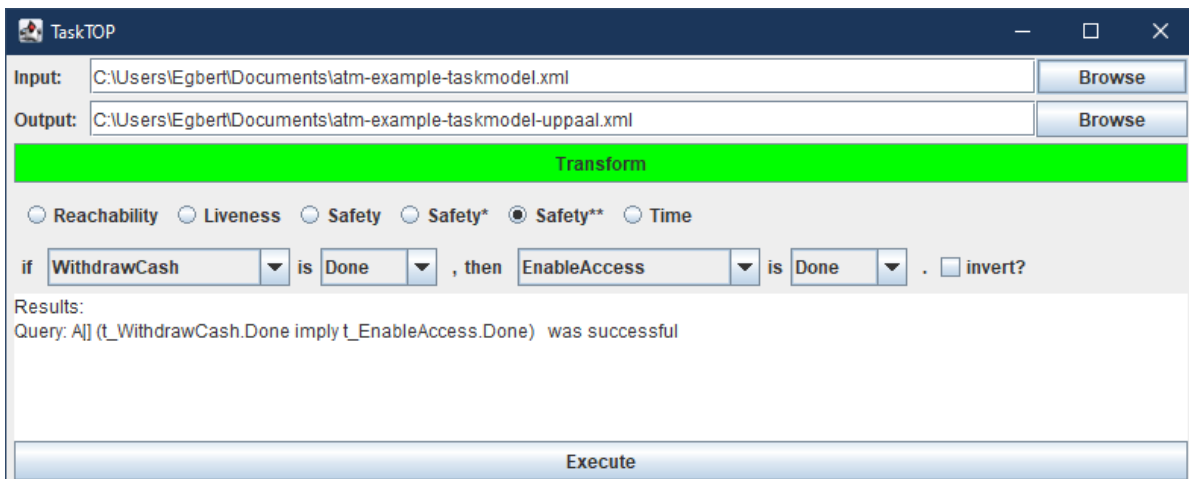 TaskTOP
Input: C:\Users\Egbert\Documents\atm-example-taskmodel.xml Browse
Output: C:\Users\Egbert\Documents\atm-example-taskmodel-uppaal.xml Browse
Transform
Reachability Liveness Safety Safety* Safety** Time
if WithdrawCash is Done , then EnableAccess is Done . invert?
Results:
Query: A[] (t_WithdrawCash.Done imply t_EnableAccess.Done) was successful
Execute